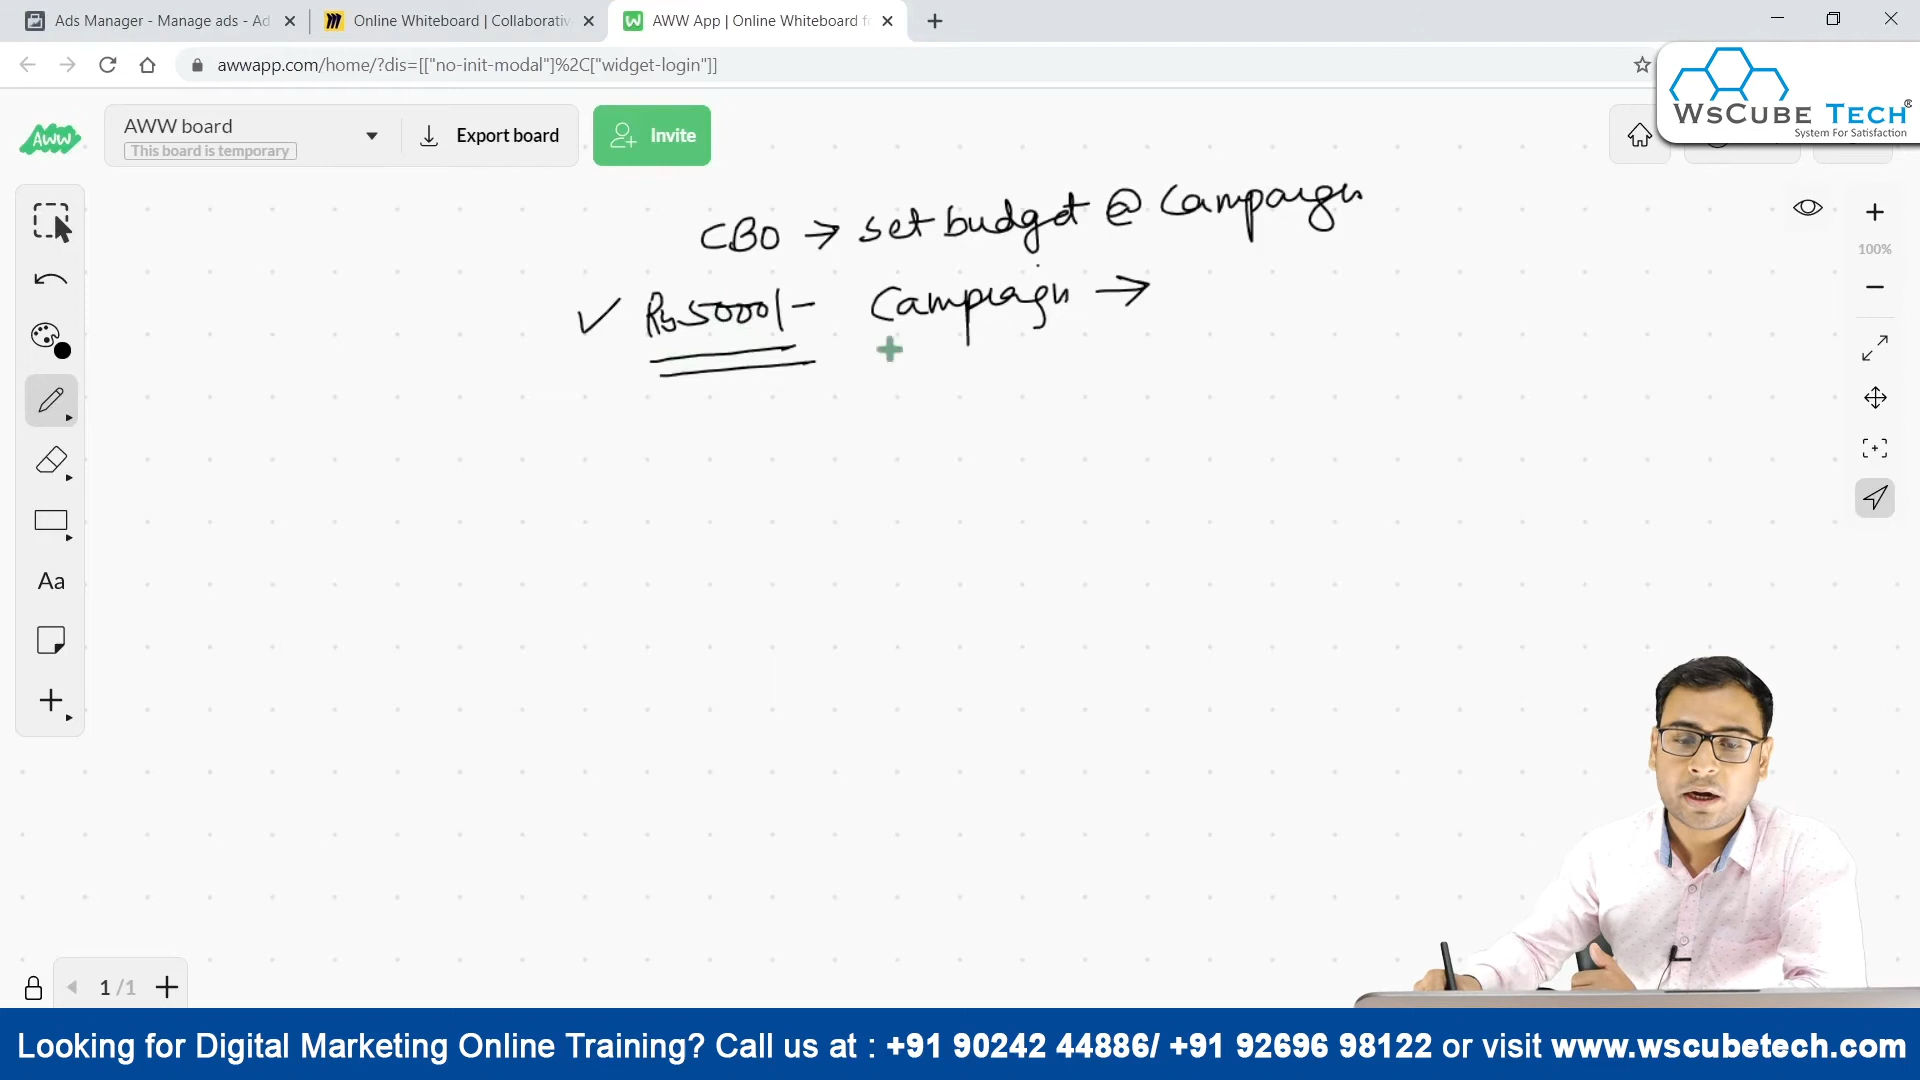 Ads Manager - Manage ads - Ad
Online Whiteboard | Collaborativ
AWW App | Online Whiteboard f
awwapp.com/home/?dis=[["no-init-modal"]%2C["widget-login"]]
WsCUBE TECH®
System For Satisfaction
AWW
AWW board
This board is temporary
Export board
Invite
100%
CBO → set budget @ Campaign
✓ Rs 5000/- Campaign →
Aa
1 /1
Looking for Digital Marketing Online Training? Call us at : +91 90242 44886/ +91 92696 98122 or visit www.wscubetech.com